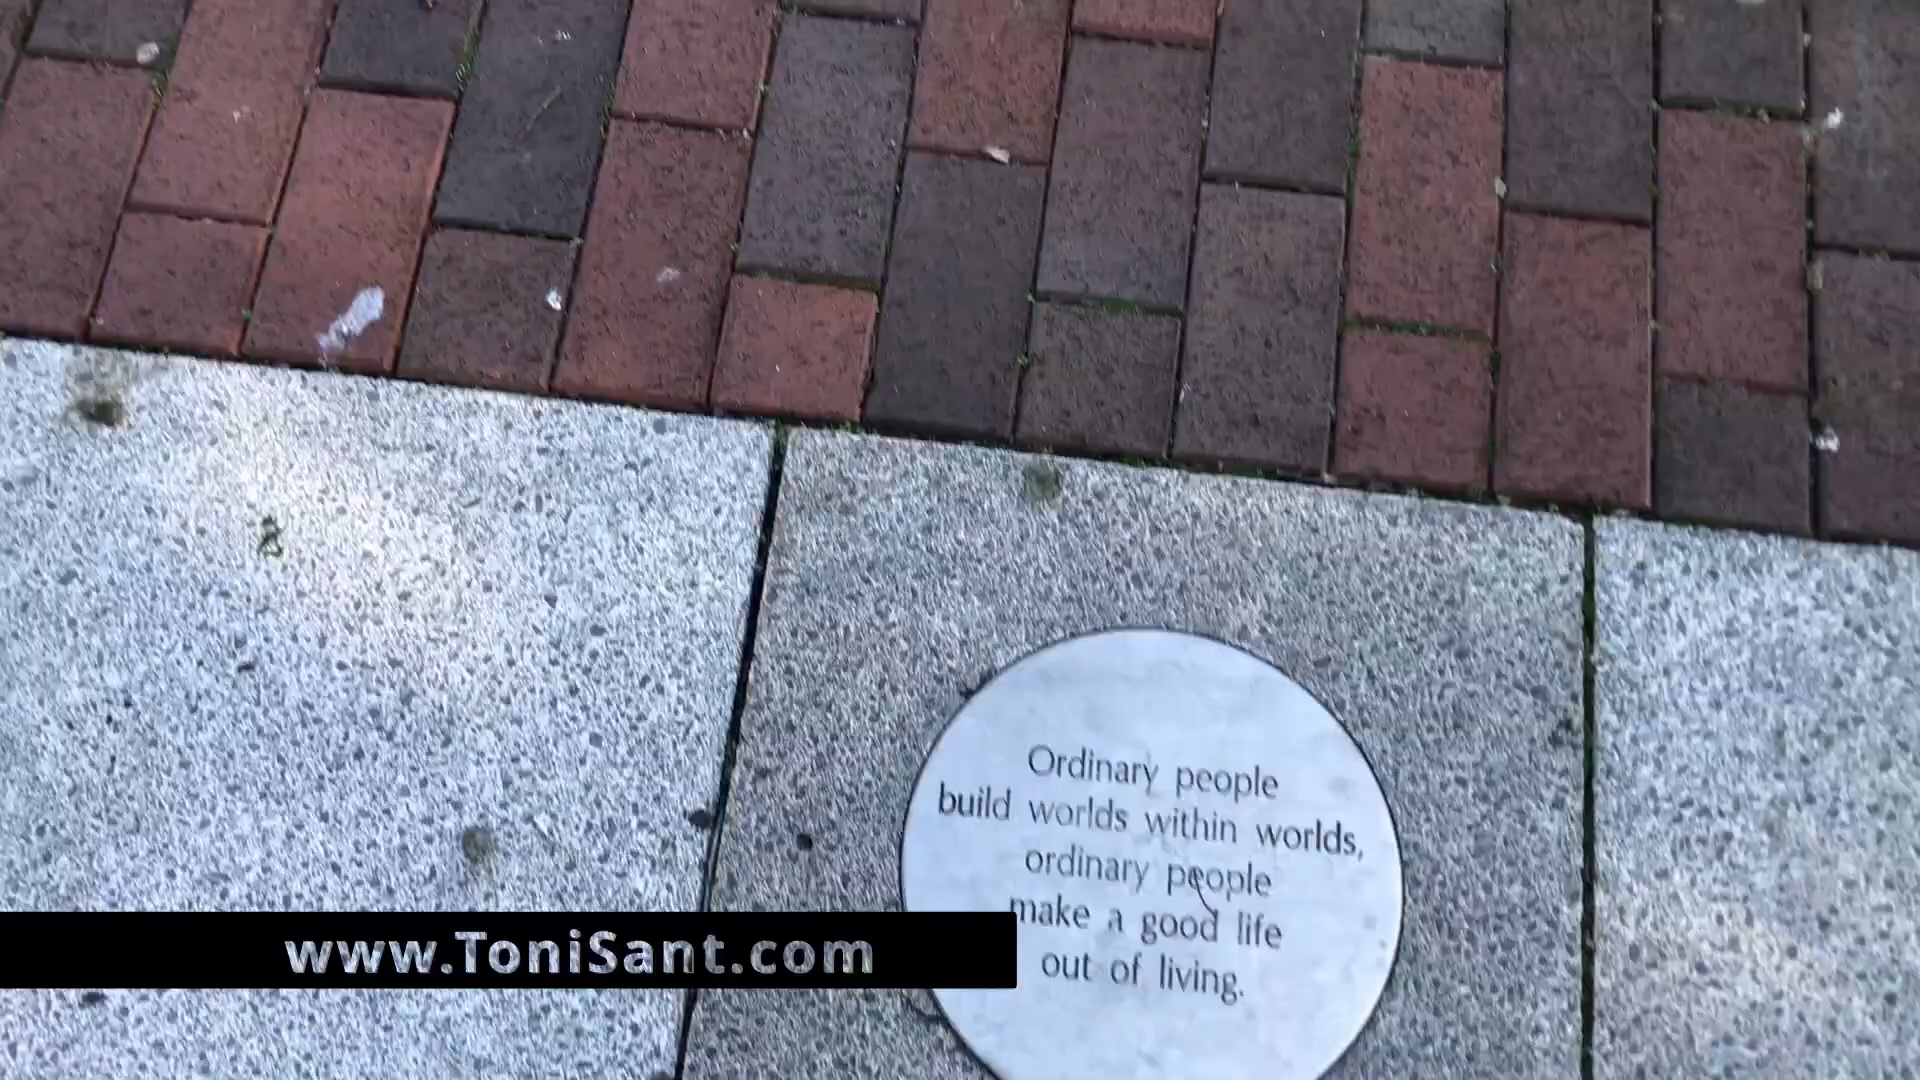 Ordinary people
build worlds within worlds,
ordinary people
make a good life
out of living.
www.ToniSant.com